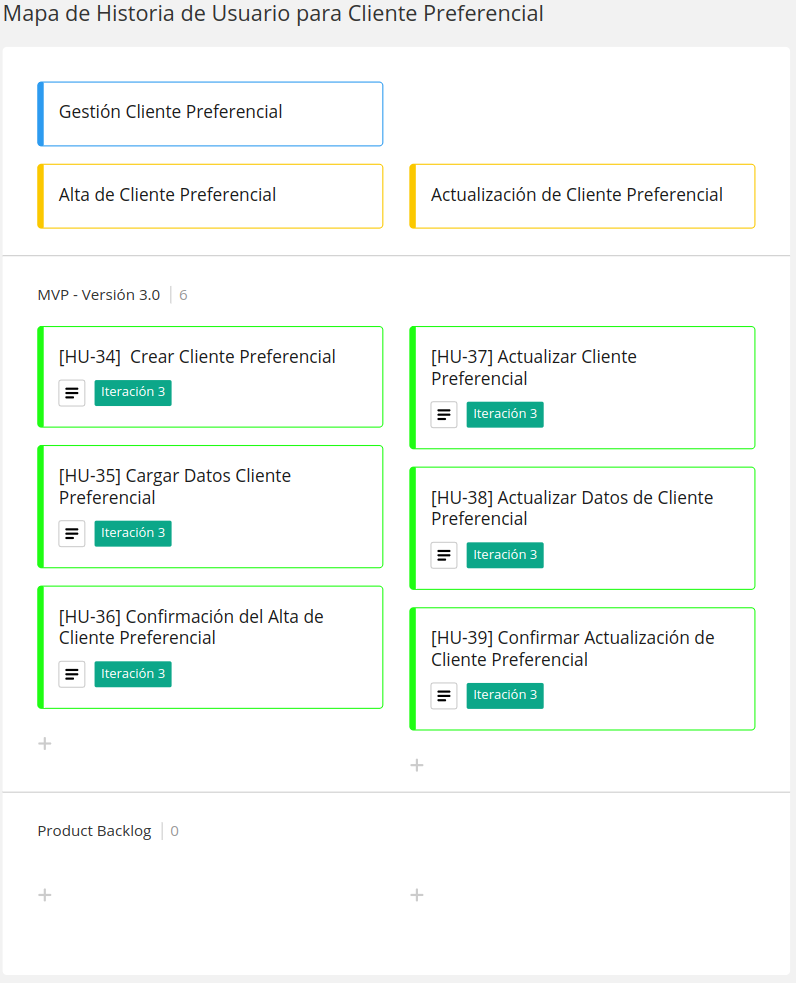 Mapa de Historia de Usuario para Cliente Preferencial
Gestión Cliente Preferencial
Alta de Cliente Preferencial
Actualización de Cliente Preferencial
MVP - Versión 3.0 | 6
[HU-34] Crear Cliente Preferencial
Iteración 3
[HU-35] Cargar Datos Cliente
Preferencial
Iteración 3
[HU-36] Confirmación del Alta de
Cliente Preferencial
Iteración 3
[HU-37] Actualizar Cliente
Preferencial
Iteración 3
[HU-38] Actualizar Datos de Cliente
Preferencial
Iteración 3
[HU-39] Confirmar Actualización de
Cliente Preferencial
Iteración 3
Product Backlog | 0